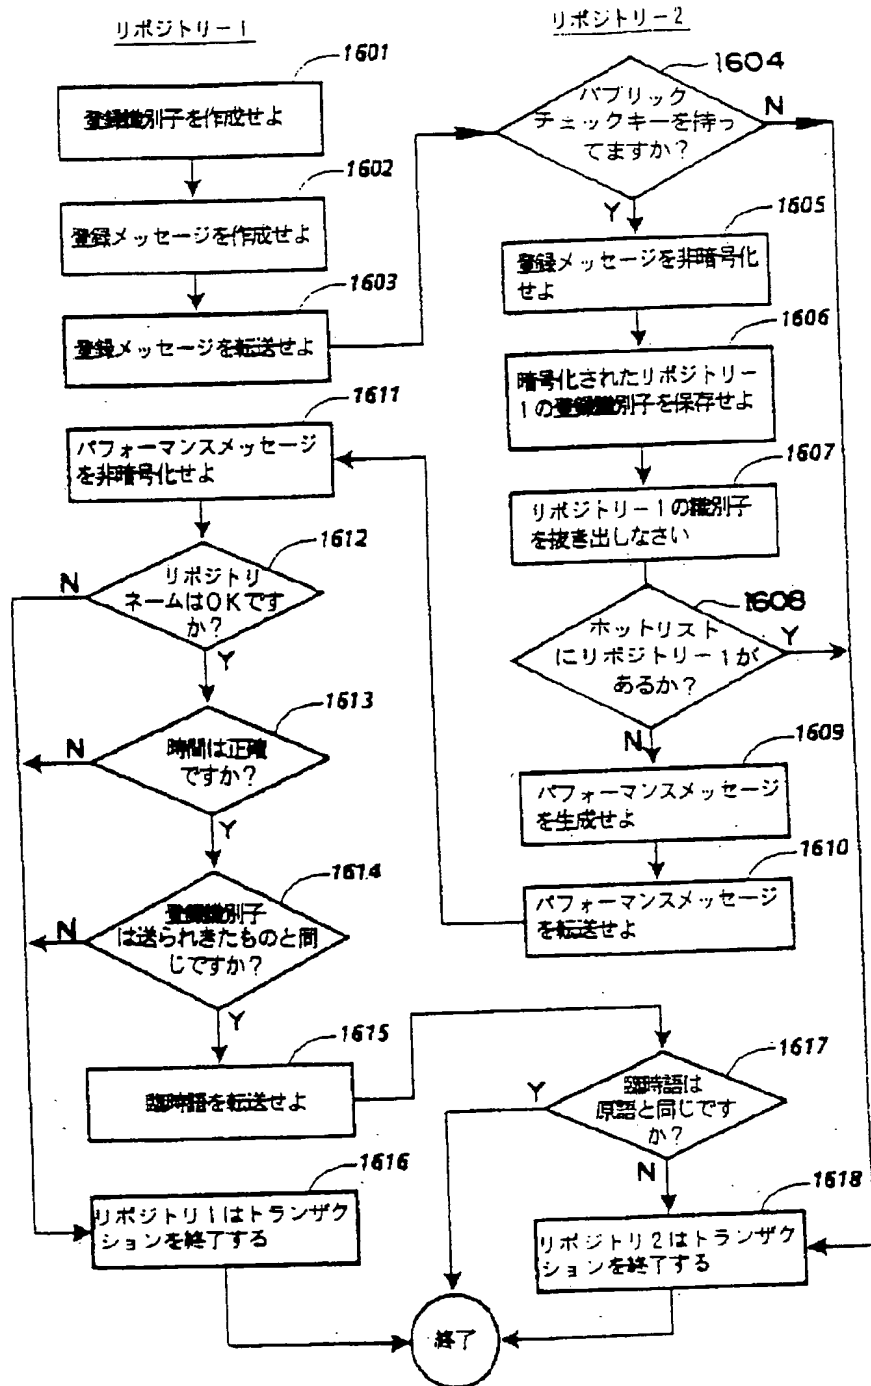 リポジトリー1
1601
登録識別子を作成せよ
1602
登録メッセージを作成せよ
1603
登録メッセージを転送せよ
1611
パフォーマンスメッセージ
を非暗号化せよ
1612
リポジトリ
ネームはOKです
か?
N
Y
1613
時間は正確
ですか?
N
Y
1614
登録識別子
は送られきたものと同
じですか?
N
Y
1615
臨時語を転送せよ
1616
リポジトリ1はトランザク
ションを終了する
リポジトリー2
1604
パブリック
チェックキーを持っ
てますか?
N
Y
1605
登録メッセージを非暗号化
せよ
1606
暗号化されたリポジトリー
1の登録識別子を保存せよ
1607
リポジトリー1の識別子
を抜き出しなさい
1608
ホットリスト
にリポジトリー1が
あるか?
Y
N
1609
パフォーマンスメッセージ
を生成せよ
1610
パフォーマンスメッセージ
を転送せよ
1617
臨時語は
原語と同じです
か?
Y
N
1618
リポジトリ2はトランザク
ションを終了する
終了